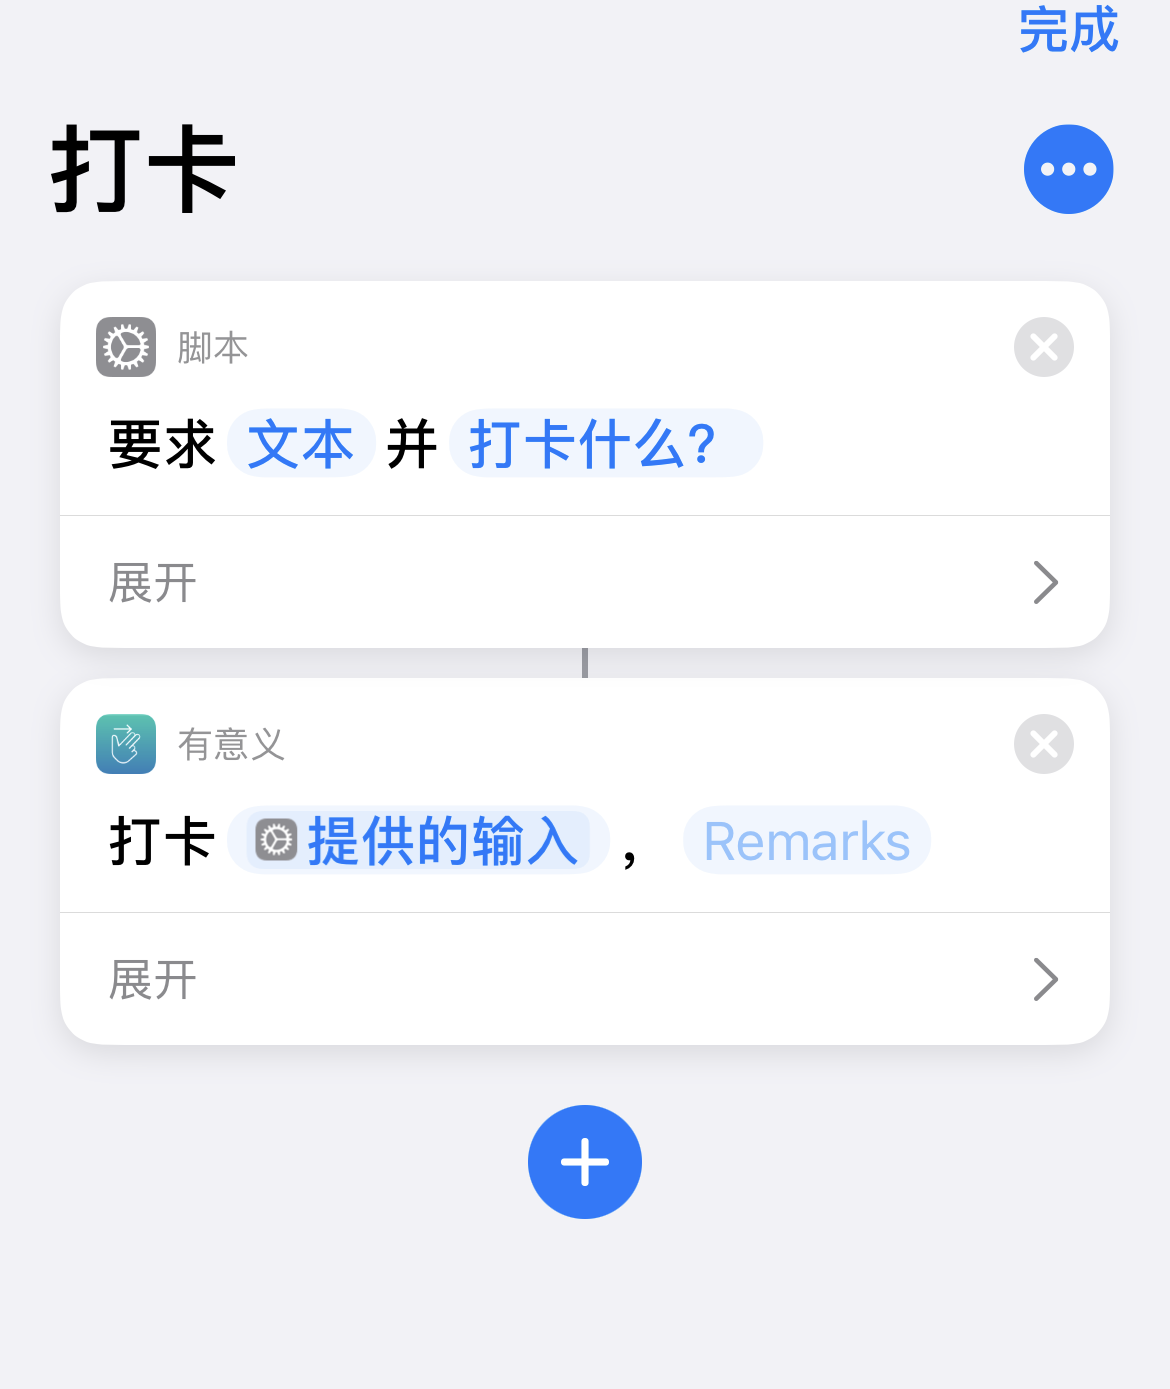 完成
打卡
脚本
要求 文本 并 打卡什么?
展开
有意义
打卡 提供的输入 ， Remarks
展开